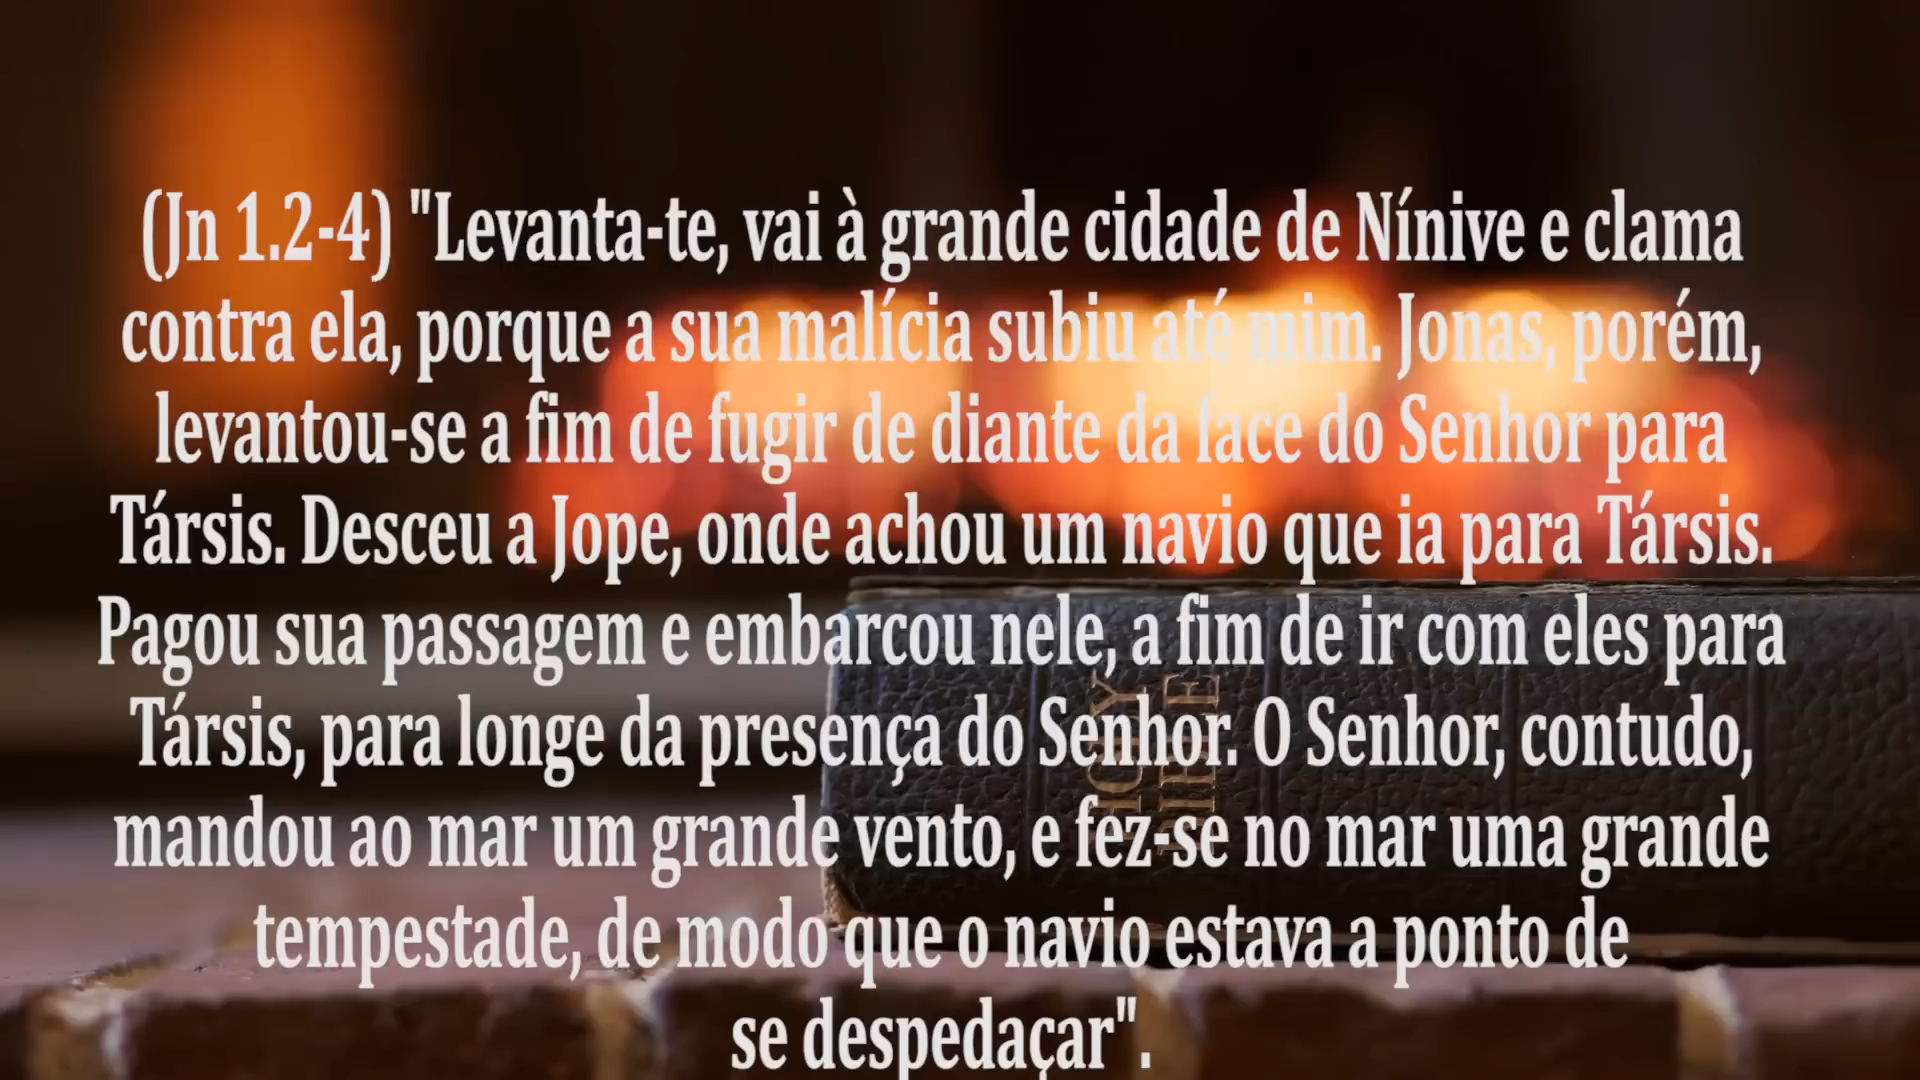 (Jn 1.2-4) "Levanta-te, vai à grande cidade de Nínive e clama
contra ela, porque a sua malícia subiu até mim. Jonas, porém,
levantou-se a fim de fugir de diante da face do Senhor para
Társis. Desceu a Jope, onde achou um navio que ia para Társis.
Pagou sua passagem e embarcou nele, a fim de ir com eles para
Társis, para longe da presença do Senhor. O Senhor, contudo,
mandou ao mar um grande vento, e fez-se no mar uma grande
tempestade, de modo que o navio estava a ponto de
se despedaçar".